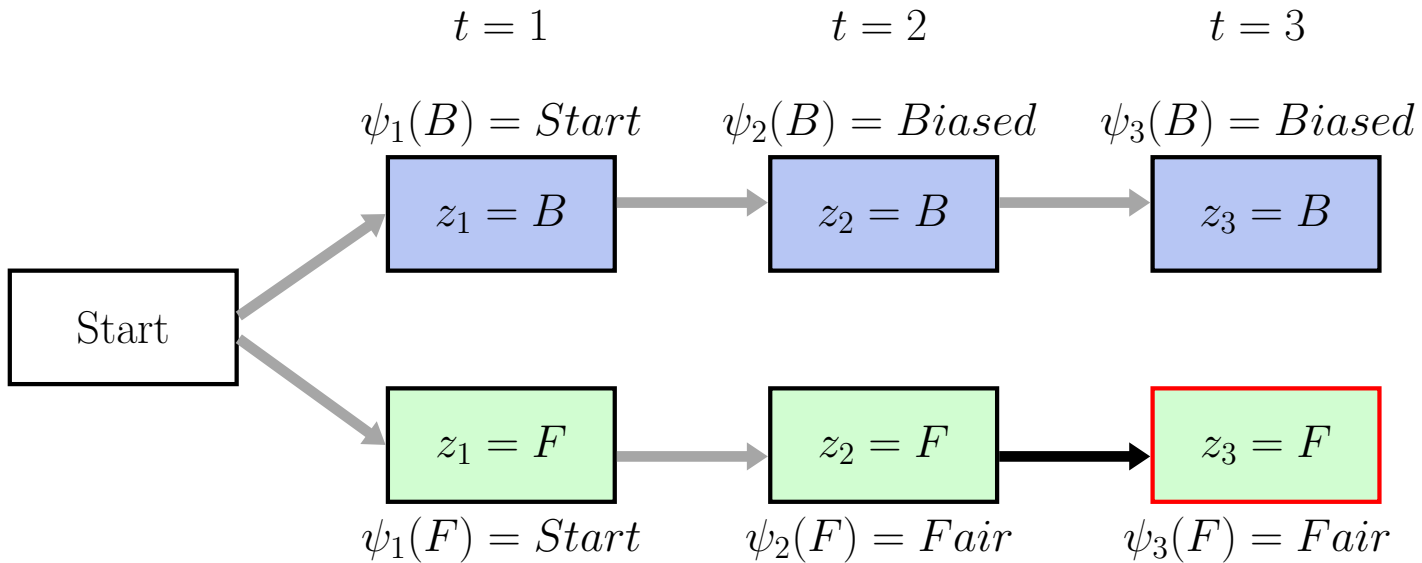 t = 1 t = 2 t = 3
ψ₁(B) = Start ψ₂(B) = Biased ψ₃(B) = Biased
z₁ = B z₂ = B z₃ = B
Start
z₁ = F z₂ = F z₃ = F
ψ₁(F) = Start ψ₂(F) = Fair ψ₃(F) = Fair